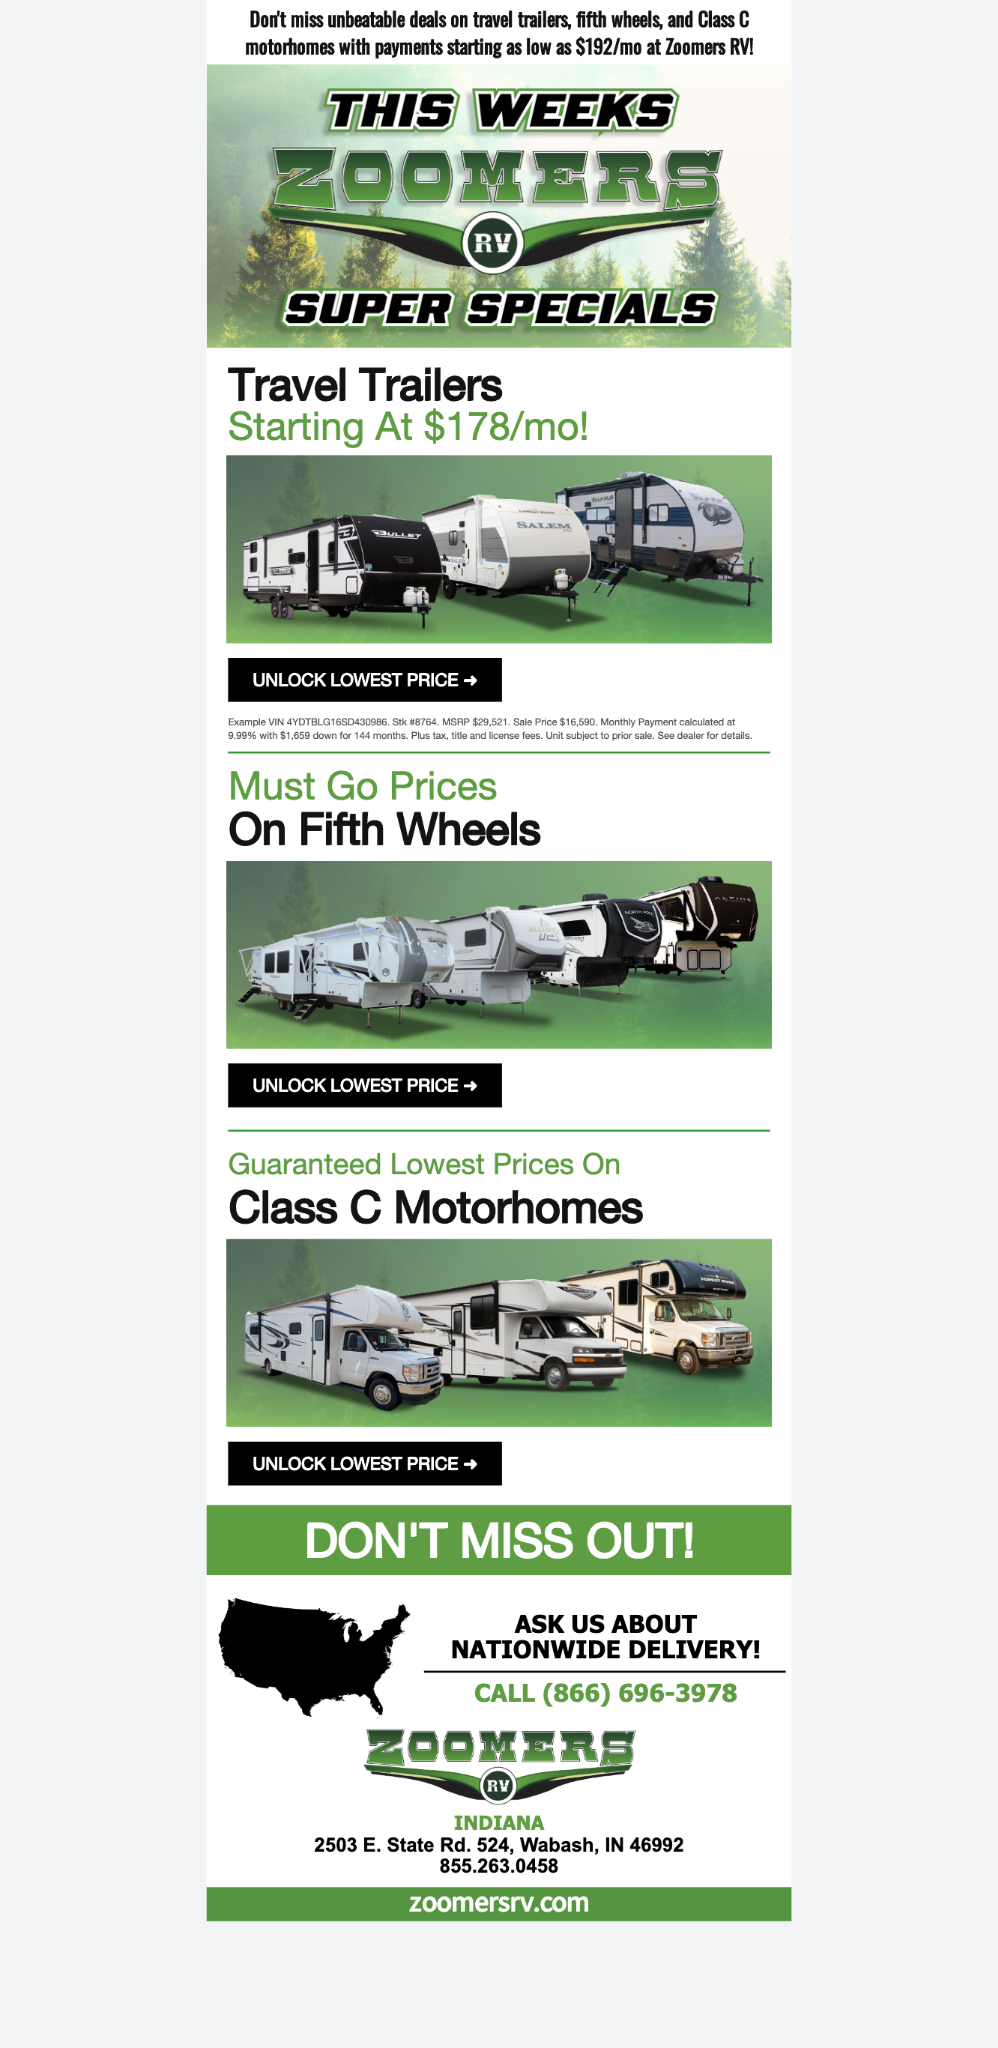 Don't miss unbeatable deals on travel trailers, fifth wheels, and Class C
motorhomes with payments starting as low as $192/mo at Zoomers RV!
THIS WEEKS
ZOOMERS
RV
SUPER SPECIALS
Travel Trailers
Starting At $178/mo!
BULLET
SALEM
UNLOCK LOWEST PRICE ➜
Example VIN 4YDTBLG16SD430986. Stk #8764. MSRP $29,521. Sale Price $16,590. Monthly Payment calculated at
9.99% with $1,659 down for 144 months. Plus tax, title and license fees. Unit subject to prior sale. See dealer for details.
Must Go Prices
On Fifth Wheels
ALPINE
UNLOCK LOWEST PRICE ➜
Guaranteed Lowest Prices On
Class C Motorhomes
FOREST RIVER
UNLOCK LOWEST PRICE ➜
DON'T MISS OUT!
ASK US ABOUT
NATIONWIDE DELIVERY!
CALL (866) 696-3978
ZOOMERS
RV
INDIANA
2503 E. State Rd. 524, Wabash, IN 46992
855.263.0458
zoomersrv.com